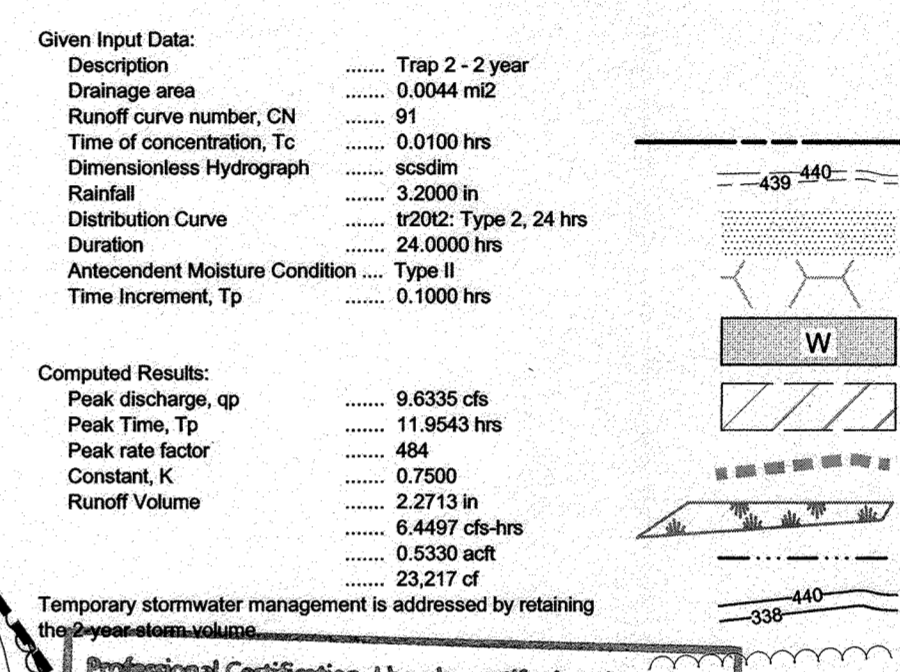 Given Input Data:
Description ....... Trap 2 - 2 year
Drainage area ....... 0.0044 mi2
Runoff curve number, CN ....... 91
Time of concentration, Tc ....... 0.0100 hrs
Dimensionless Hydrograph ....... scsdim
Rainfall ....... 3.2000 in
Distribution Curve ....... tr20t2: Type 2, 24 hrs
Duration ....... 24.0000 hrs
Antecendent Moisture Condition .... Type II
Time Increment, Tp ....... 0.1000 hrs
Computed Results:
Peak discharge, qp ....... 9.6335 cfs
Peak Time, Tp ....... 11.9543 hrs
Peak rate factor ....... 484
Constant, K ....... 0.7500
Runoff Volume ....... 2.2713 in
....... 6.4497 cfs-hrs
....... 0.5330 acft
....... 23,217 cf
Temporary stormwater management is addressed by retaining
the 2-year storm volume.
Professional Certification
440
439
W
440
338